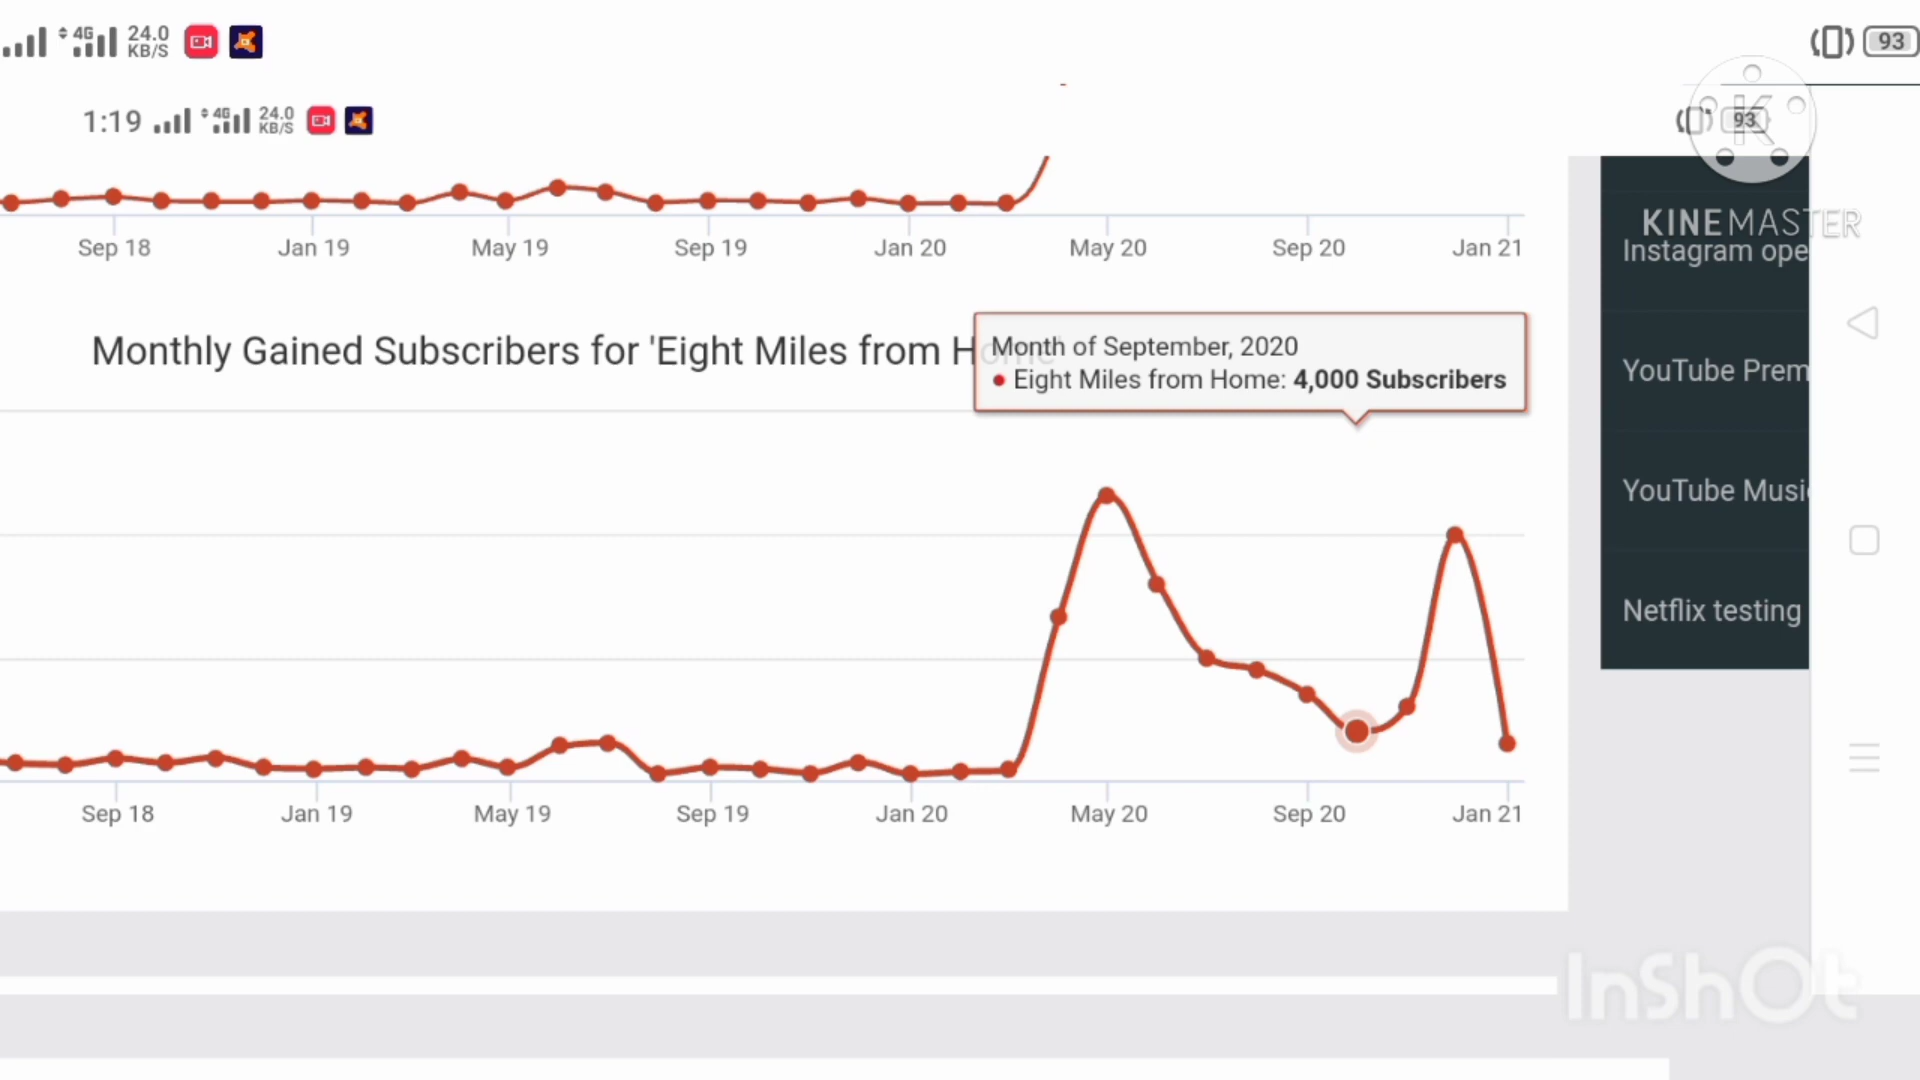 4G 24.0 KB/S 93
1:19 4G 24.0 KB/S 93
KINEMASTER
Sep 18 Jan 19 May 19 Sep 19 Jan 20 May 20 Sep 20 Jan 21
Instagram ope
Monthly Gained Subscribers for 'Eight Miles from Home'
Month of September, 2020
Eight Miles from Home: 4,000 Subscribers
YouTube Prem
YouTube Musi
Netflix testing
Sep 18 Jan 19 May 19 Sep 19 Jan 20 May 20 Sep 20 Jan 21
InShOt